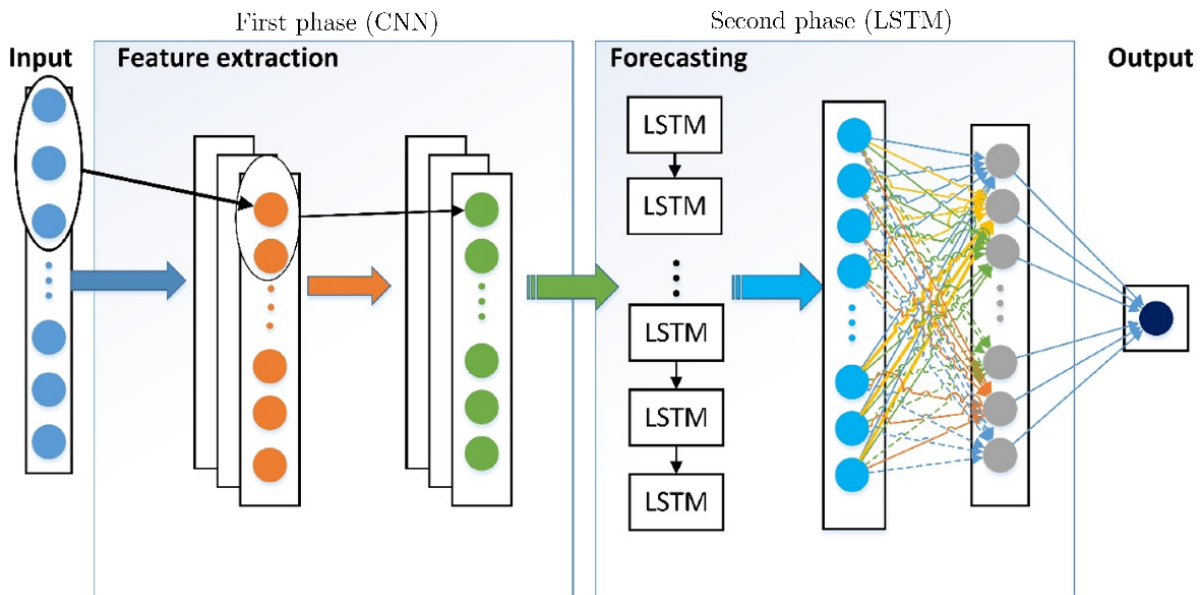 First phase (CNN)
Second phase (LSTM)
Input
Feature extraction
Forecasting
Output
LSTM
LSTM
LSTM
LSTM
LSTM